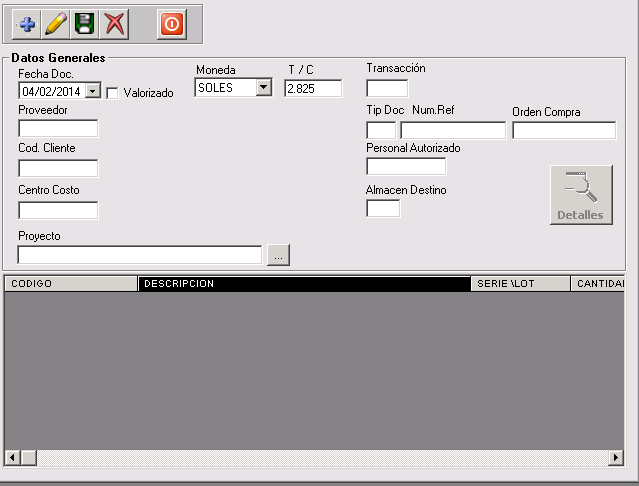 Datos Generales
Fecha Doc.
Moneda
T / C
Transacción
04/02/2014
Valorizado
SOLES
2.825
Proveedor
Tip Doc
Num.Ref
Orden Compra
Cod. Cliente
Personal Autorizado
Centro Costo
Almacen Destino
Detalles
Proyecto
...
CODIGO
DESCRIPCION
SERIE \LOT
CANTIDAI